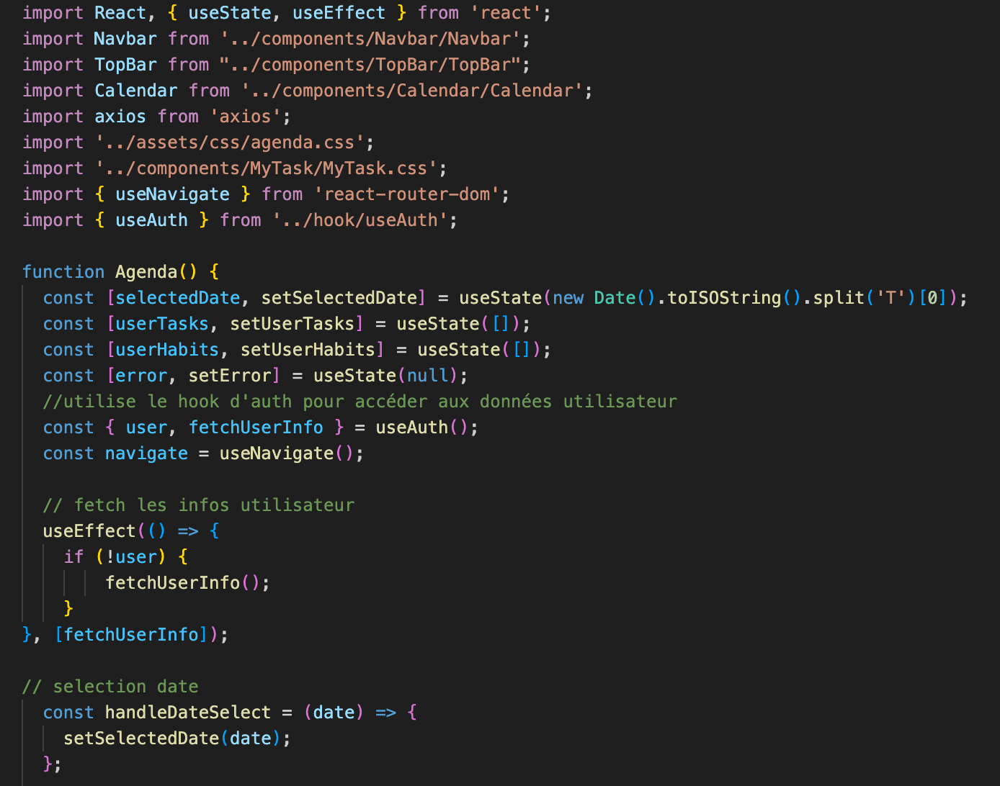 import React, { useState, useEffect } from 'react';
import Navbar from '../components/Navbar/Navbar';
import TopBar from "../components/TopBar/TopBar";
import Calendar from '../components/Calendar/Calendar';
import axios from 'axios';
import '../assets/css/agenda.css';
import '../components/MyTask/MyTask.css';
import { useNavigate } from 'react-router-dom';
import { useAuth } from '../hook/useAuth';

function Agenda() {
  const [selectedDate, setSelectedDate] = useState(new Date().toISOString().split('T')[0]);
  const [userTasks, setUserTasks] = useState([]);
  const [userHabits, setUserHabits] = useState([]);
  const [error, setError] = useState(null);
  //utilise le hook d'auth pour accéder aux données utilisateur
  const { user, fetchUserInfo } = useAuth();
  const navigate = useNavigate();

  // fetch les infos utilisateur
  useEffect(() => {
    if (!user) {
        fetchUserInfo();
    }
}, [fetchUserInfo]);

// selection date
  const handleDateSelect = (date) => {
    setSelectedDate(date);
  };